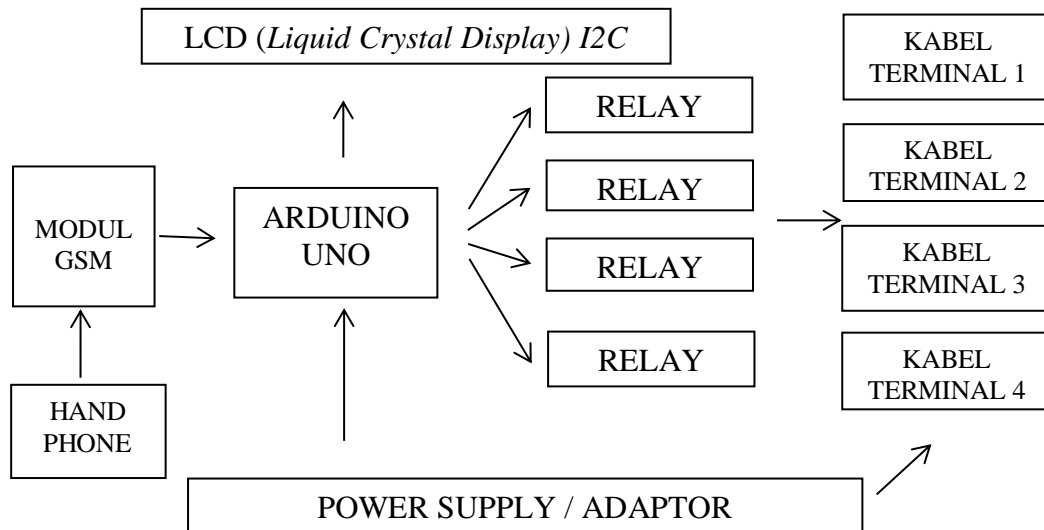 LCD (Liquid Crystal Display) I2C
KABEL
TERMINAL 1
RELAY
KABEL
TERMINAL 2
RELAY
MODUL
GSM
ARDUINO
UNO
RELAY
KABEL
TERMINAL 3
RELAY
KABEL
TERMINAL 4
HAND
PHONE
POWER SUPPLY / ADAPTOR